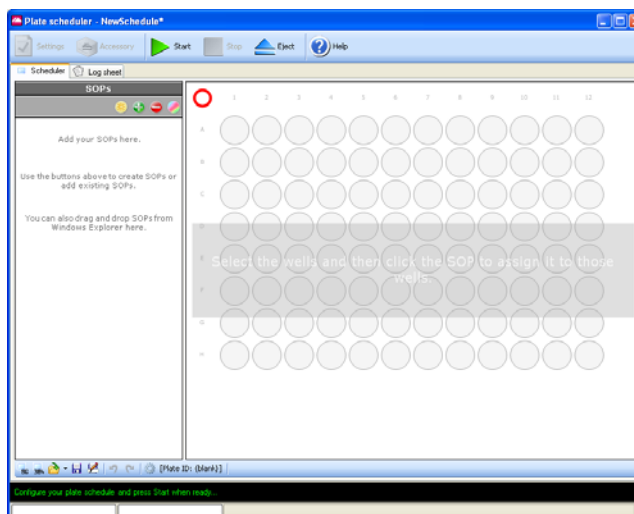 Plate scheduler - NewSchedule*
Settings Accessory Start Stop Eject Help
Scheduler Log sheet
SOPs
1 2 3 4 5 6 7 8 9 10 11 12
Add your SOPs here.
Use the buttons above to create SOPs or
add existing SOPs.
You can also drag and drop SOPs from
Windows Explorer here.
A
B
C
D
E
F
G
H
Select the wells and then click the SOP to assign it to those
wells.
[Plate ID: (blank)]
Configure your plate schedule and press Start when ready...